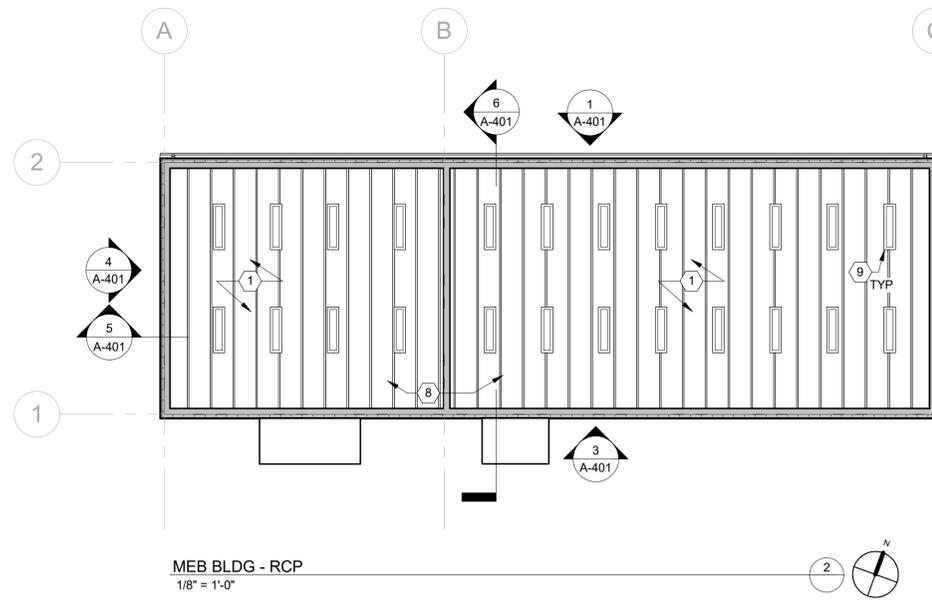 A
B
C
6
A-401
1
A-401
2
4
A-401
1
1
9
TYP
5
A-401
8
1
3
A-401
MEB BLDG - RCP
1/8" = 1'-0"
2
N